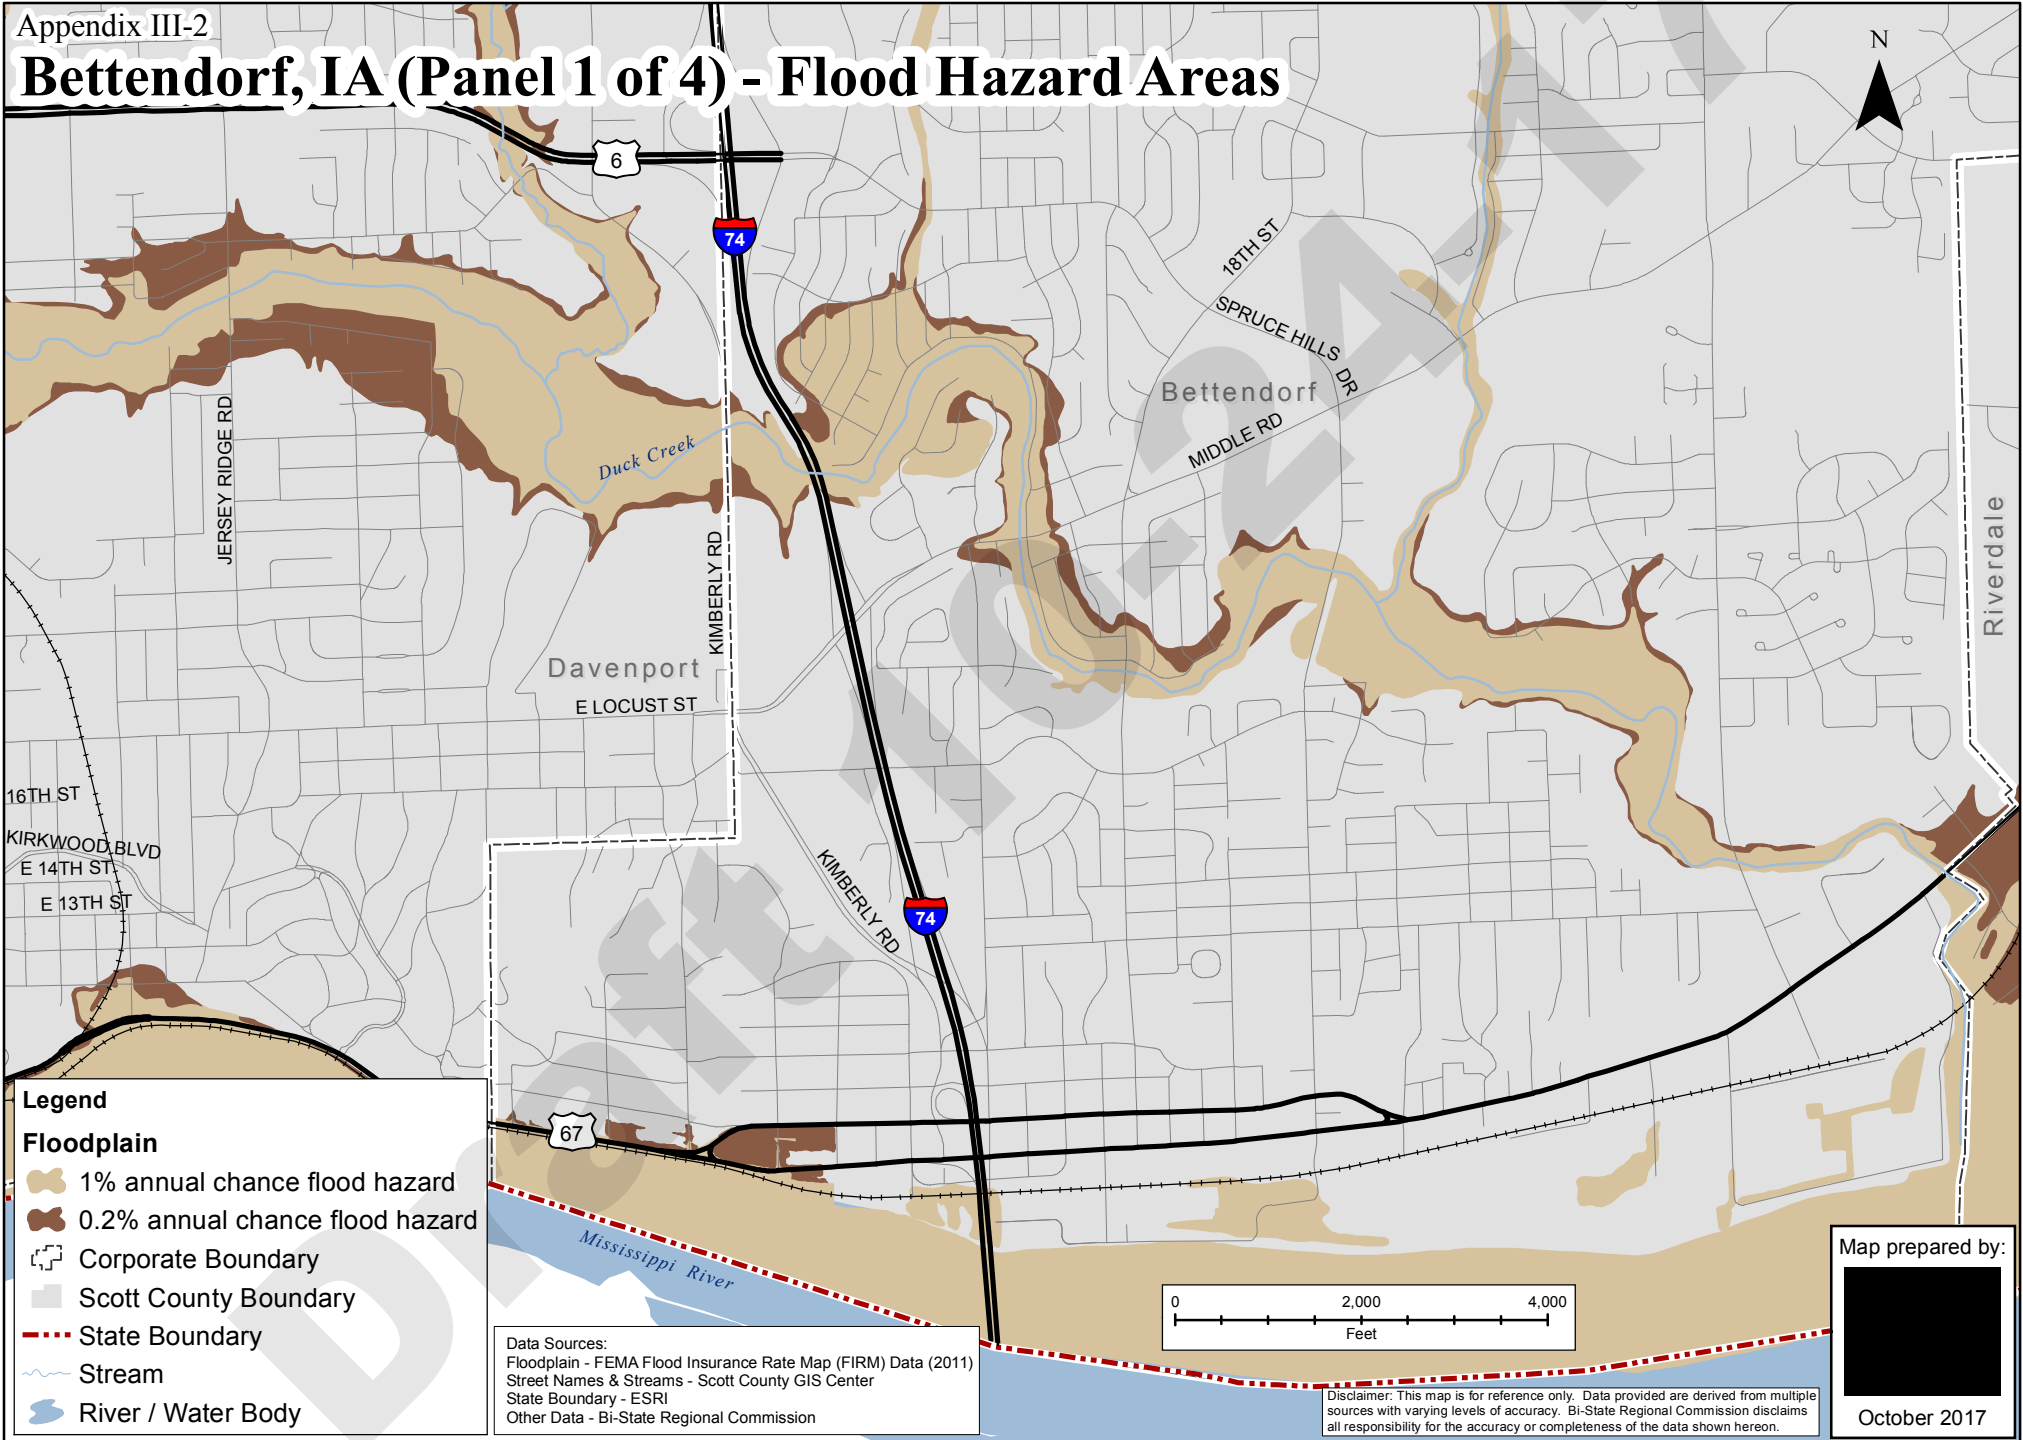 Appendix III-2
Bettendorf, IA (Panel 1 of 4) - Flood Hazard Areas
N
6
74
18TH ST
SPRUCE HILLS DR
Bettendorf
MIDDLE RD
JERSEY RIDGE RD
Duck Creek
KIMBERLY RD
Riverdale
Davenport
E LOCUST ST
16TH ST
KIRKWOOD BLVD
E 14TH ST
E 13TH ST
KIMBERLY RD
74
67
Mississippi River
Draft 10-24-17
Legend
Floodplain
1% annual chance flood hazard
0.2% annual chance flood hazard
Corporate Boundary
Scott County Boundary
State Boundary
Stream
River / Water Body
Data Sources:
Floodplain - FEMA Flood Insurance Rate Map (FIRM) Data (2011)
Street Names & Streams - Scott County GIS Center
State Boundary - ESRI
Other Data - Bi-State Regional Commission
0 2,000 4,000
Feet
Disclaimer: This map is for reference only. Data provided are derived from multiple
sources with varying levels of accuracy. Bi-State Regional Commission disclaims
all responsibility for the accuracy or completeness of the data shown hereon.
Map prepared by:
October 2017